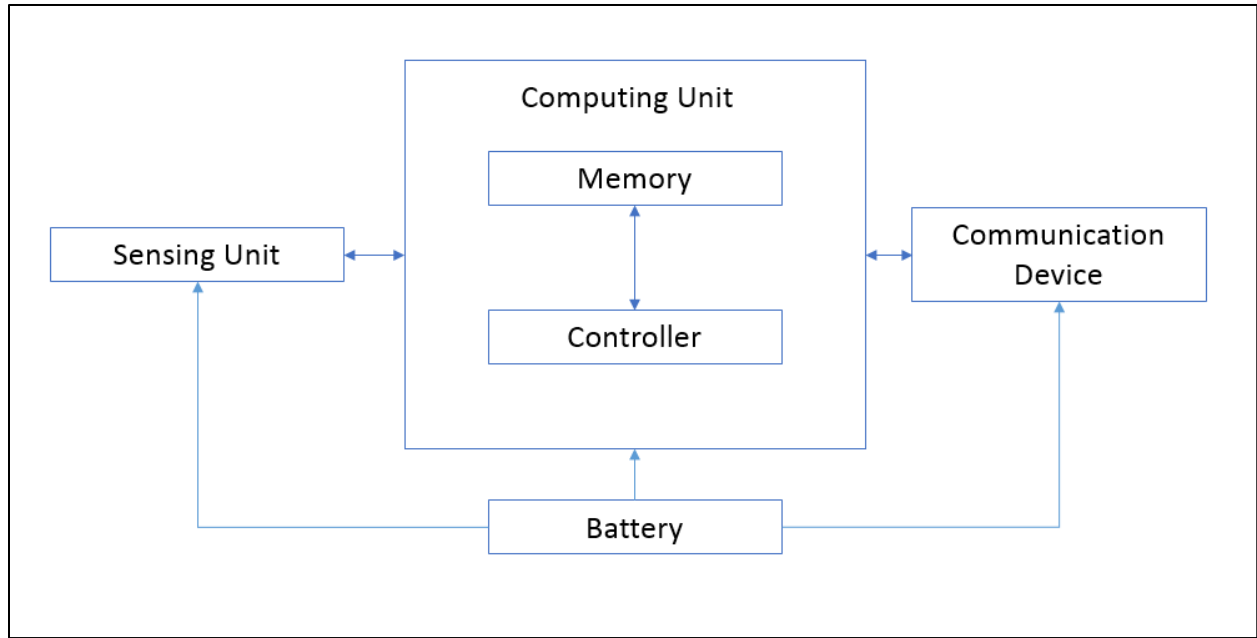 Computing Unit
Memory
Sensing Unit
Communication
Device
Controller
Battery